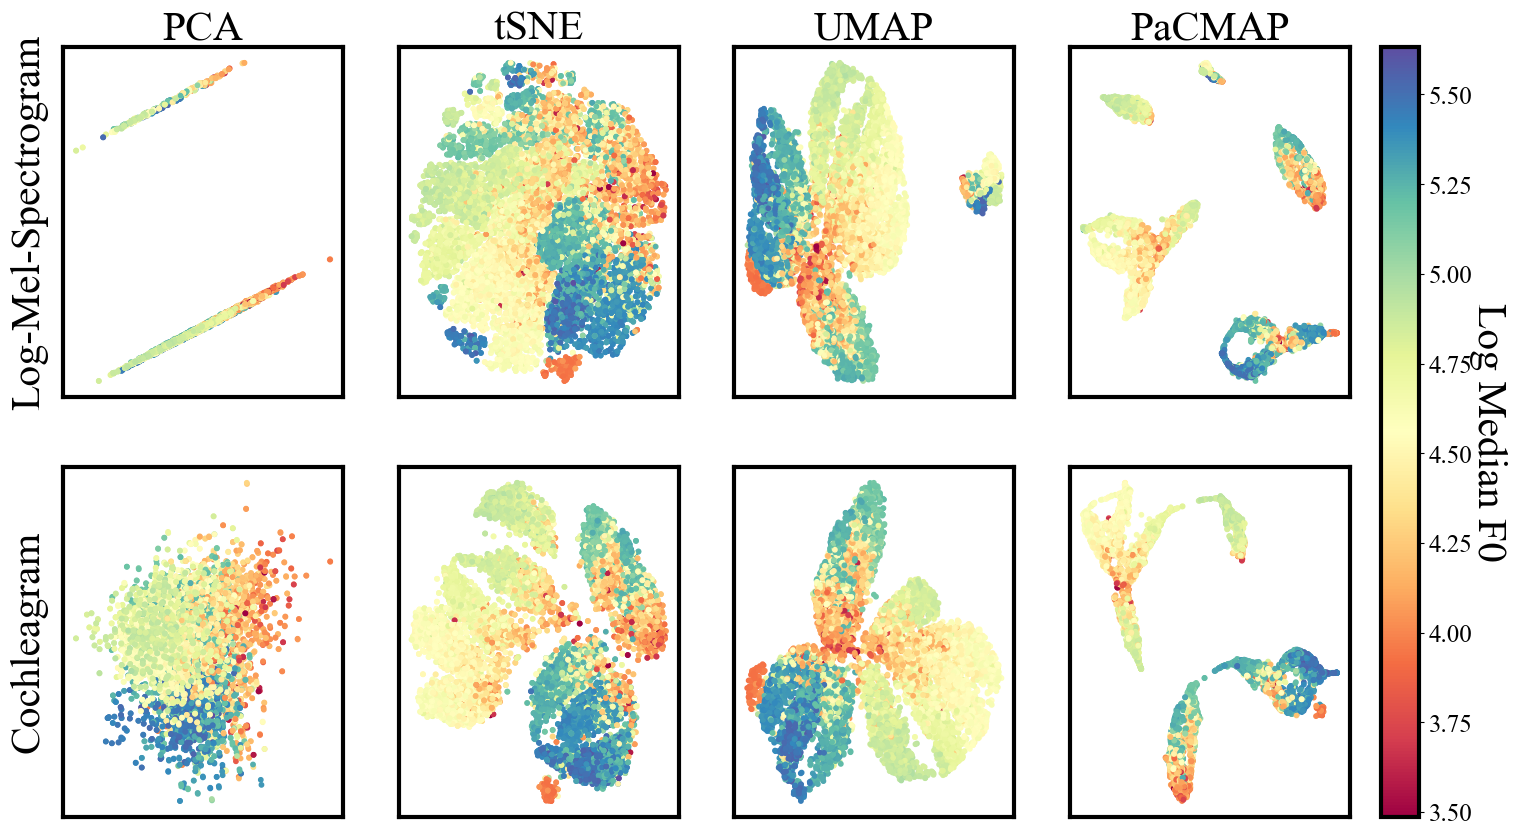 PCA
tSNE
UMAP
PaCMAP
Log-Mel-Spectrogram
Cochleagram
5.50
5.25
5.00
4.75
4.50
4.25
4.00
3.75
3.50
Log Median F0